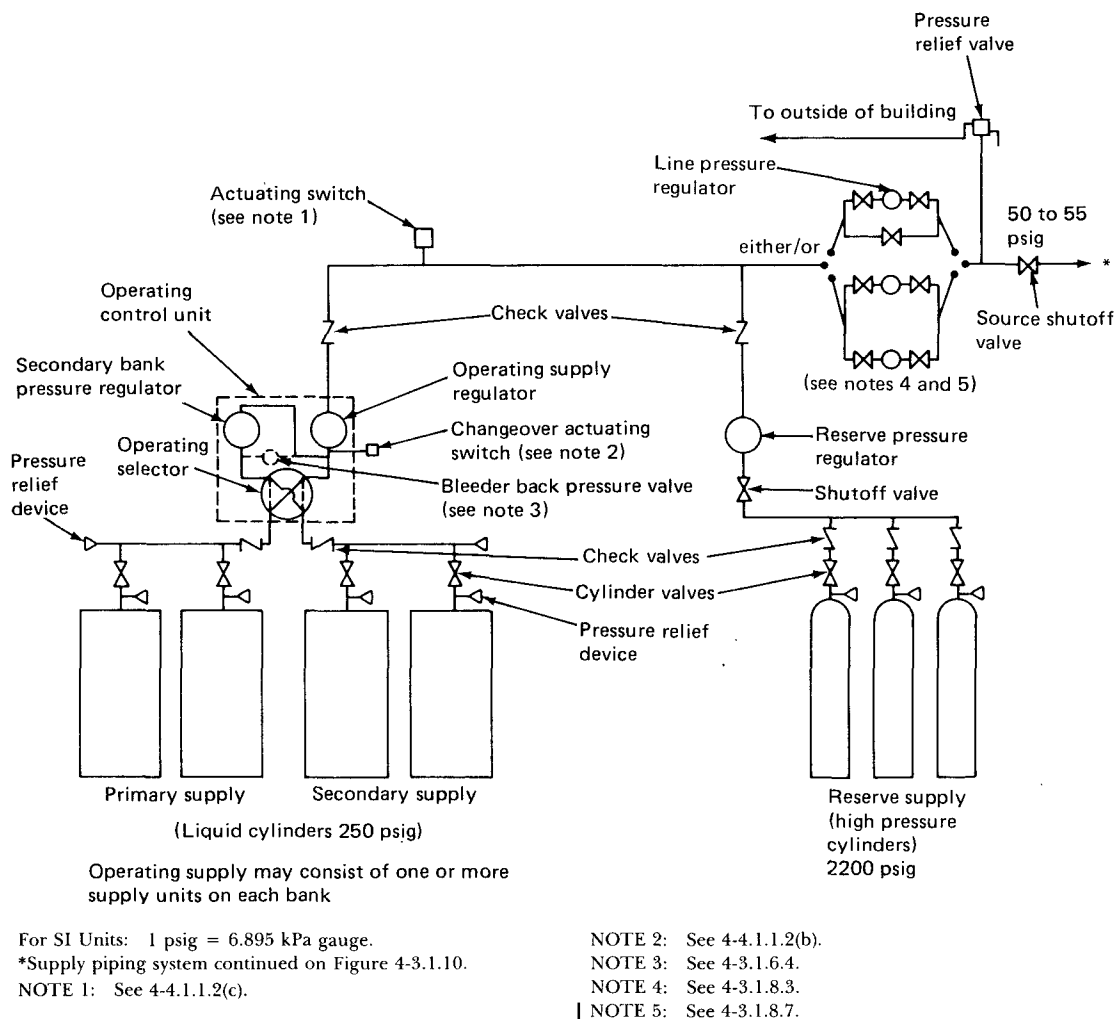 Pressure
relief valve
To outside of building
Line pressure
regulator
Actuating switch
(see note 1)
50 to 55
psig
either/or
*
Operating
control unit
Check valves
Source shutoff
valve
Secondary bank
pressure regulator
Operating supply
regulator
(see notes 4 and 5)
Changeover actuating
switch (see note 2)
Reserve pressure
regulator
Operating
selector
Pressure
relief
device
Bleeder back pressure valve
(see note 3)
Shutoff valve
Check valves
Cylinder valves
Pressure relief
device
Primary supply
Secondary supply
(Liquid cylinders 250 psig)
Reserve supply
(high pressure
cylinders)
2200 psig
Operating supply may consist of one or more
supply units on each bank
For SI Units: 1 psig = 6.895 kPa gauge.
*Supply piping system continued on Figure 4-3.1.10.
NOTE 1: See 4-4.1.1.2(c).
NOTE 2: See 4-4.1.1.2(b).
NOTE 3: See 4-3.1.6.4.
NOTE 4: See 4-3.1.8.3.
NOTE 5: See 4-3.1.8.7.